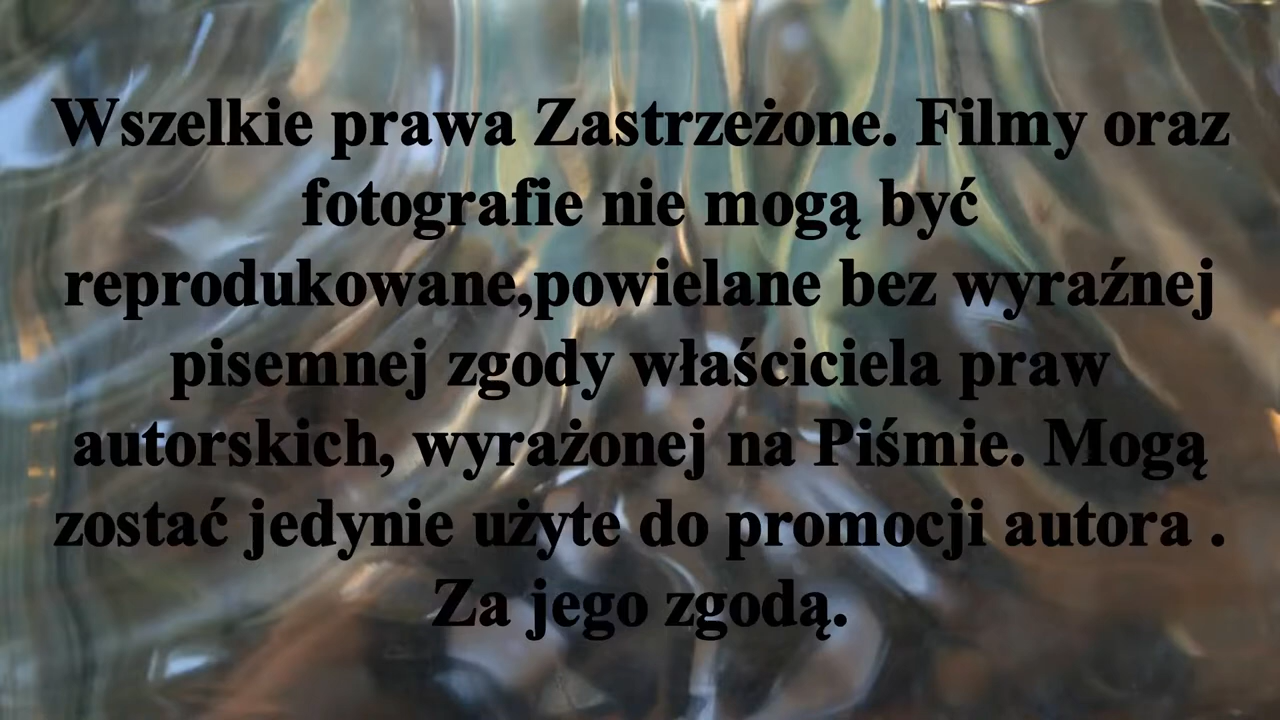 Wszelkie prawa Zastrzeżone. Filmy oraz
fotografie nie mogą być
reprodukowane,powielane bez wyraźnej
pisemnej zgody właściciela praw
autorskich, wyrażonej na Piśmie. Mogą
zostać jedynie użyte do promocji autora .
Za jego zgodą.